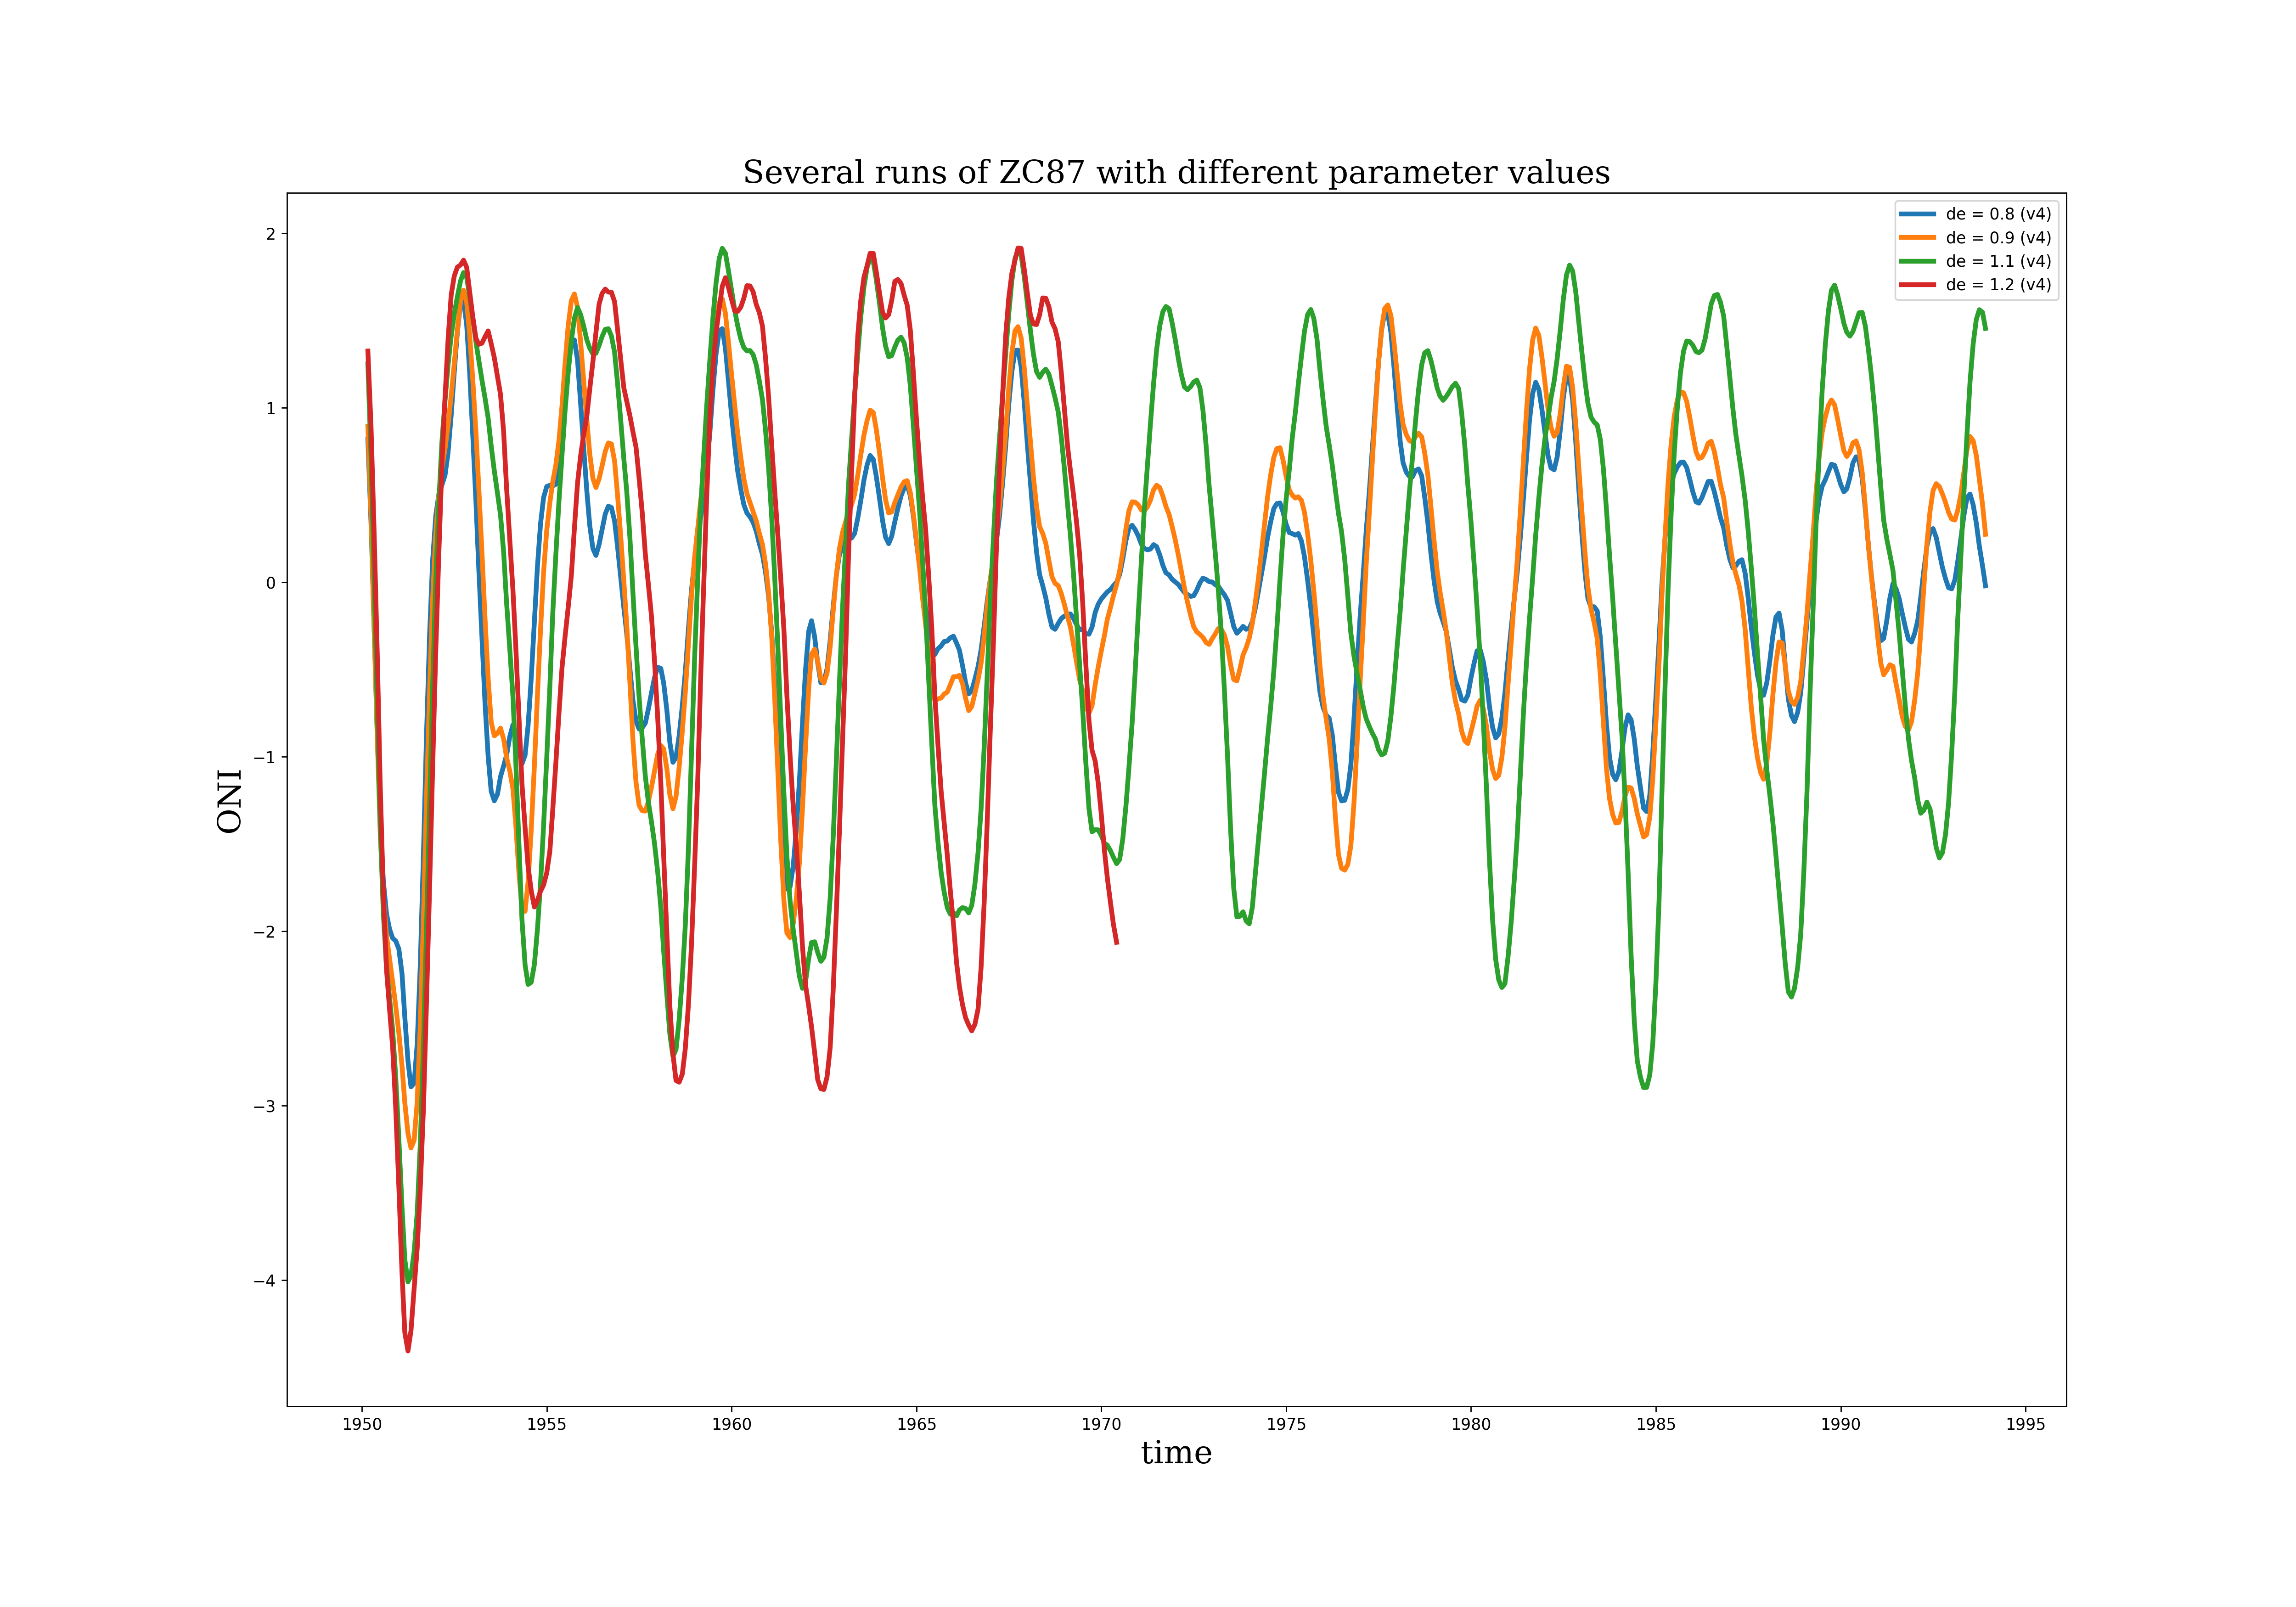 Several runs of ZC87 with different parameter values
de = 0.8 (v4)
de = 0.9 (v4)
de = 1.1 (v4)
de = 1.2 (v4)
ONI
2
1
0
−1
−2
−3
−4
1950 1955 1960 1965 1970 1975 1980 1985 1990 1995
time